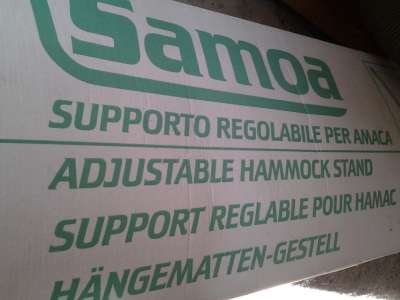 Samoa
SUPPORTO REGOLABILE PER AMACA
ADJUSTABLE HAMMOCK STAND
SUPPORT REGLABLE POUR HAMAC
HÄNGEMATTEN-GESTELL